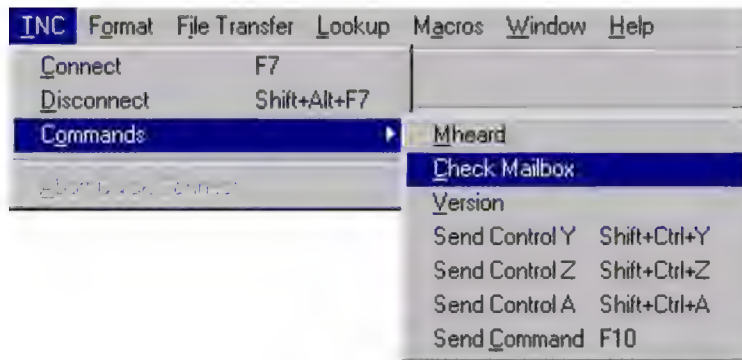 TNC Format File Transfer Lookup Macros Window Help
Connect F7
Disconnect Shift+Alt+F7
Commands
Mheard
Check Mailbox
Version
Send Control Y Shift+Ctrl+Y
Send Control Z Shift+Ctrl+Z
Send Control A Shift+Ctrl+A
Send Command F10